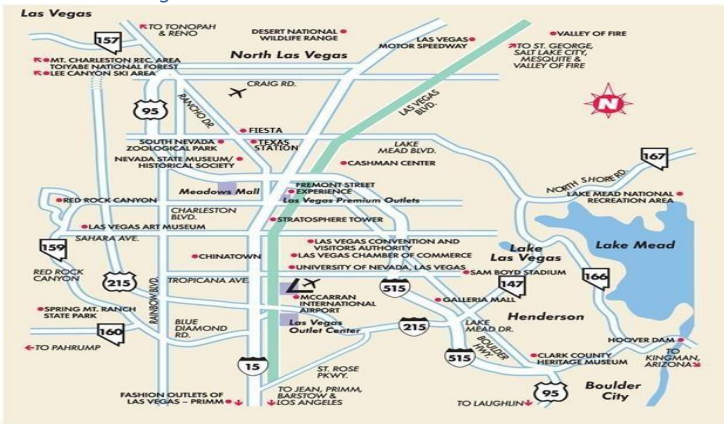 Las Vegas
TO TONOPAH
& RENO
DESERT NATIONAL
WILDLIFE RANGE
LAS VEGAS
MOTOR SPEEDWAY
VALLEY OF FIRE
TO ST. GEORGE,
SALT LAKE CITY,
MESQUITE &
VALLEY OF FIRE
157
North Las Vegas
MT. CHARLESTON REC. AREA
TOIYABE NATIONAL FOREST
LEE CANYON SKI AREA
CRAIG RD.
95
RANCHO DR.
LAS VEGAS
BLVD.
N
FIESTA
TEXAS
STATION
SOUTH NEVADA
ZOOLOGICAL PARK
LAKE
MEAD BLVD.
NEVADA STATE MUSEUM/
HISTORICAL SOCIETY
CASHMAN CENTER
167
NORTH SHORE RD.
Meadows Mall
FREMONT STREET
EXPERIENCE
LAKE MEAD NATIONAL
RECREATION AREA
RED ROCK CANYON
Las Vegas Premium Outlets
CHARLESTON
BLVD.
STRATOSPHERE TOWER
LAS VEGAS ART MUSEUM
SAHARA AVE.
LAS VEGAS CONVENTION AND
VISITORS AUTHORITY
159
CHINATOWN
LAS VEGAS CHAMBER OF COMMERCE
Lake
Las Vegas
Lake Mead
UNIVERSITY OF NEVADA, LAS VEGAS
SAM BOYD STADIUM
RED ROCK
CANYON
215
RAINBOW BLVD.
TROPICANA AVE.
515
147
166
MCCARRAN
INTERNATIONAL
AIRPORT
GALLERIA MALL
SPRING MT. RANCH
STATE PARK
160
BLUE
DIAMOND
RD.
Las Vegas
Outlet Center
215
LAKE
MEAD DR.
Henderson
HOOVER DAM
TO PAHRUMP
BOULDER
HWY.
515
TO
KINGMAN,
ARIZONA
15
ST. ROSE
PKWY.
CLARK COUNTY
HERITAGE MUSEUM
FASHION OUTLETS OF
LAS VEGAS – PRIMM
TO JEAN, PRIMM,
BARSTOW &
LOS ANGELES
TO LAUGHLIN
95
Boulder
City